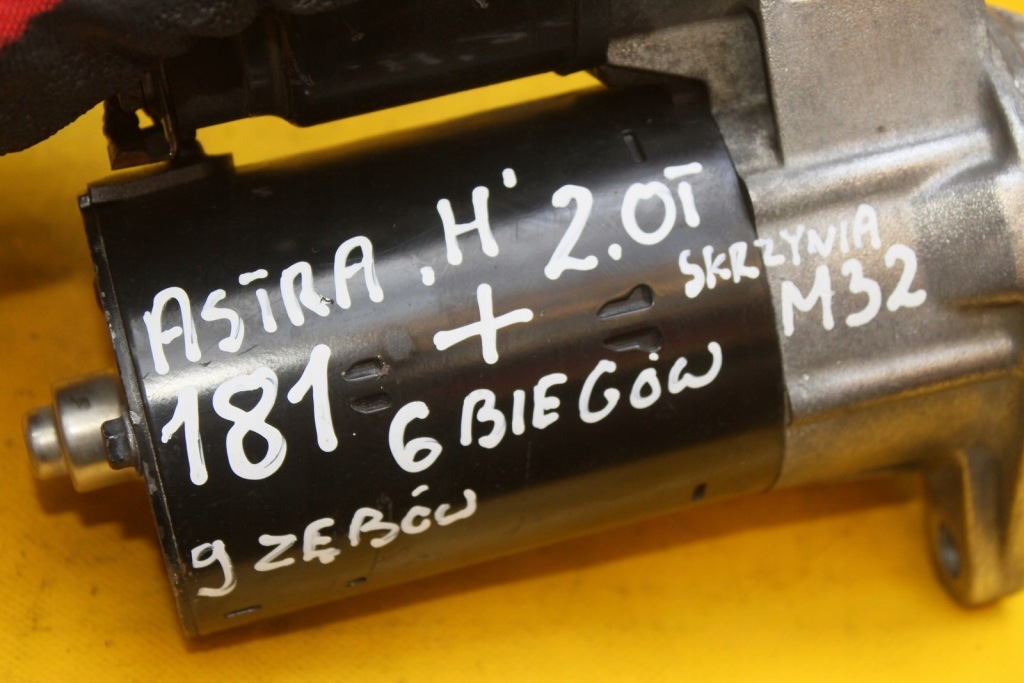 ASTRA 'H' 2.0T
SKRZYNIA
M32
181 +
6 BIEGÓW
9 ZĘBÓW